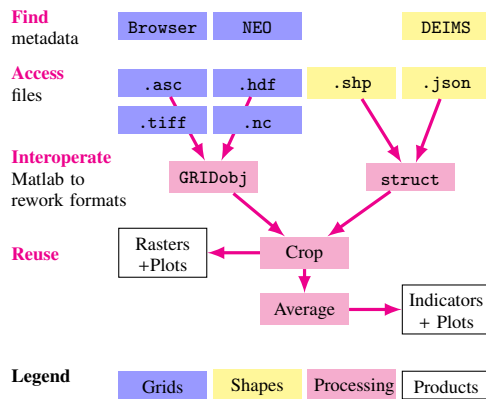 Find
metadata
Browser
NEO
DEIMS
Access
files
.asc
.hdf
.shp
.json
.tiff
.nc
Interoperate
Matlab to
rework formats
GRIDobj
struct
Reuse
Rasters
+Plots
Crop
Average
Indicators
+ Plots
Legend
Grids
Shapes
Processing
Products